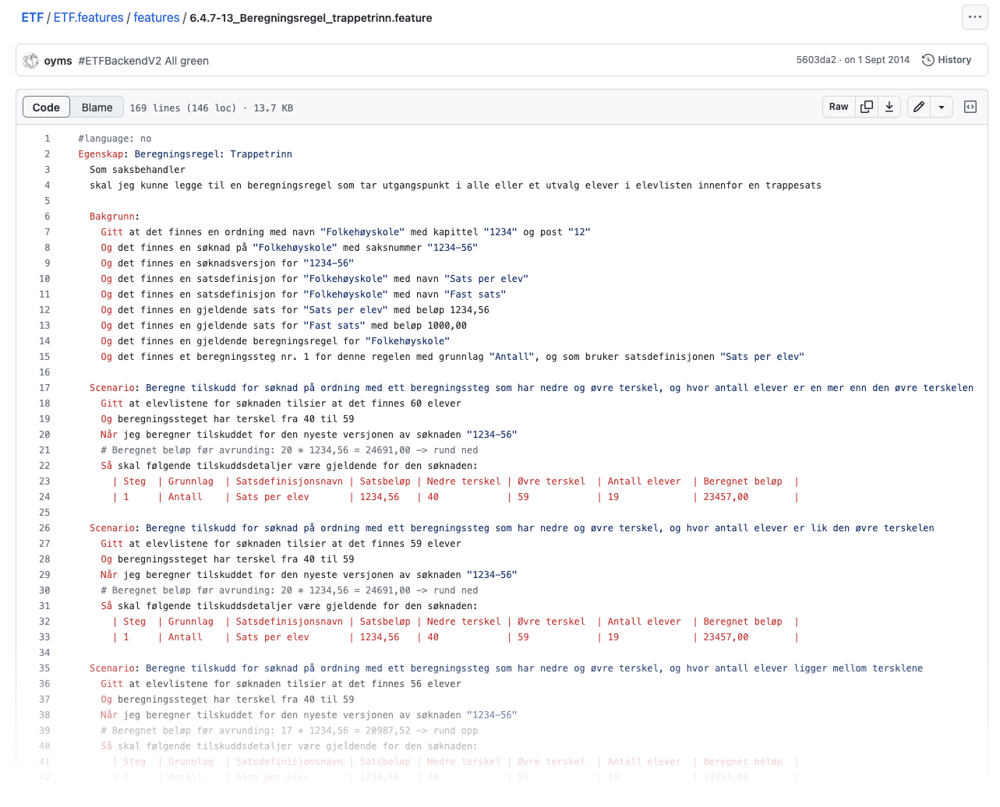 ETF / ETF.features / features / 6.4.7-13_Beregningsregel_trappetrinn.feature
oyms #ETFBackendV2 All green 5603da2 · on 1 Sept 2014 History
Code Blame 169 lines (146 loc) · 13.7 KB Raw
1 #language: no
2 Egenskap: Beregningsregel: Trappetrinn
3 Som saksbehandler
4 skal jeg kunne legge til en beregningsregel som tar utgangspunkt i alle eller et utvalg elever i elevlisten innenfor en trappesats
5
6 Bakgrunn:
7 Gitt at det finnes en ordning med navn "Folkehøyskole" med kapittel "1234" og post "12"
8 Og det finnes en søknad på "Folkehøyskole" med saksnummer "1234-56"
9 Og det finnes en søknadsversjon for "1234-56"
10 Og det finnes en satsdefinisjon for "Folkehøyskole" med navn "Sats per elev"
11 Og det finnes en satsdefinisjon for "Folkehøyskole" med navn "Fast sats"
12 Og det finnes en gjeldende sats for "Sats per elev" med beløp 1234,56
13 Og det finnes en gjeldende sats for "Fast sats" med beløp 1000,00
14 Og det finnes en gjeldende beregningsregel for "Folkehøyskole"
15 Og det finnes et beregningssteg nr. 1 for denne regelen med grunnlag "Antall", og som bruker satsdefinisjonen "Sats per elev"
16
17 Scenario: Beregne tilskudd for søknad på ordning med ett beregningssteg som har nedre og øvre terskel, og hvor antall elever er en mer enn den øvre terskelen
18 Gitt at elevlistene for søknaden tilsier at det finnes 60 elever
19 Og beregningssteget har terskel fra 40 til 59
20 Når jeg beregner tilskuddet for den nyeste versjonen av søknaden "1234-56"
21 # Beregnet beløp før avrunding: 20 * 1234,56 = 24691,00 -> rund ned
22 Så skal følgende tilskuddsdetaljer være gjeldende for den søknaden:
23 | Steg | Grunnlag | Satsdefinisjonsnavn | Satsbeløp | Nedre terskel | Øvre terskel | Antall elever | Beregnet beløp |
24 | 1 | Antall | Sats per elev | 1234,56 | 40 | 59 | 19 | 23457,00 |
25
26 Scenario: Beregne tilskudd for søknad på ordning med ett beregningssteg som har nedre og øvre terskel, og hvor antall elever er lik den øvre terskelen
27 Gitt at elevlistene for søknaden tilsier at det finnes 59 elever
28 Og beregningssteget har terskel fra 40 til 59
29 Når jeg beregner tilskuddet for den nyeste versjonen av søknaden "1234-56"
30 # Beregnet beløp før avrunding: 20 * 1234,56 = 24691,00 -> rund ned
31 Så skal følgende tilskuddsdetaljer være gjeldende for den søknaden:
32 | Steg | Grunnlag | Satsdefinisjonsnavn | Satsbeløp | Nedre terskel | Øvre terskel | Antall elever | Beregnet beløp |
33 | 1 | Antall | Sats per elev | 1234,56 | 40 | 59 | 19 | 23457,00 |
34
35 Scenario: Beregne tilskudd for søknad på ordning med ett beregningssteg som har nedre og øvre terskel, og hvor antall elever ligger mellom tersklene
36 Gitt at elevlistene for søknaden tilsier at det finnes 56 elever
37 Og beregningssteget har terskel fra 40 til 59
38 Når jeg beregner tilskuddet for den nyeste versjonen av søknaden "1234-56"
39 # Beregnet beløp før avrunding: 17 * 1234,56 = 20987,52 -> rund opp
40 Så skal følgende tilskuddsdetaljer være gjeldende for den søknaden:
41 | Steg | Grunnlag | Satsdefinisjonsnavn | Satsbeløp | Nedre terskel | Øvre terskel | Antall elever | Beregnet beløp |
42 | 1 | Antall | Sats per elev | 1234,56 | 40 | 59 | 16 | 19753,00 |